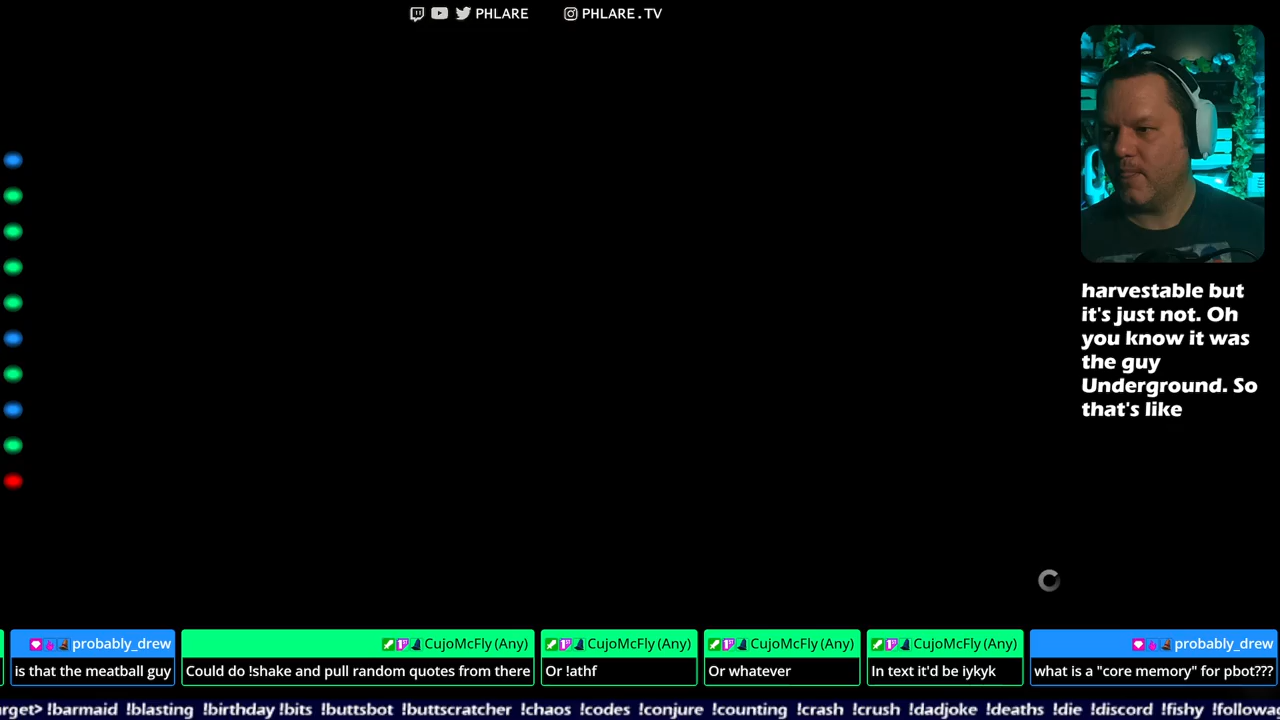 PHLARE
PHLARE.TV
harvestable but
it's just not. Oh
you know it was
the guy
Underground. So
that's like
probably_drew
is that the meatball guy
CujoMcFly (Any)
Could do !shake and pull random quotes from there
CujoMcFly (Any)
Or !athf
CujoMcFly (Any)
Or whatever
CujoMcFly (Any)
In text it'd be iykyk
probably_drew
what is a "core memory" for pbot???
rget> !barmaid !blasting !birthday !bits !buttsbot !buttscratcher !chaos !codes !conjure !counting !crash !crush !dadjoke !deaths !die !discord !fishy !followa